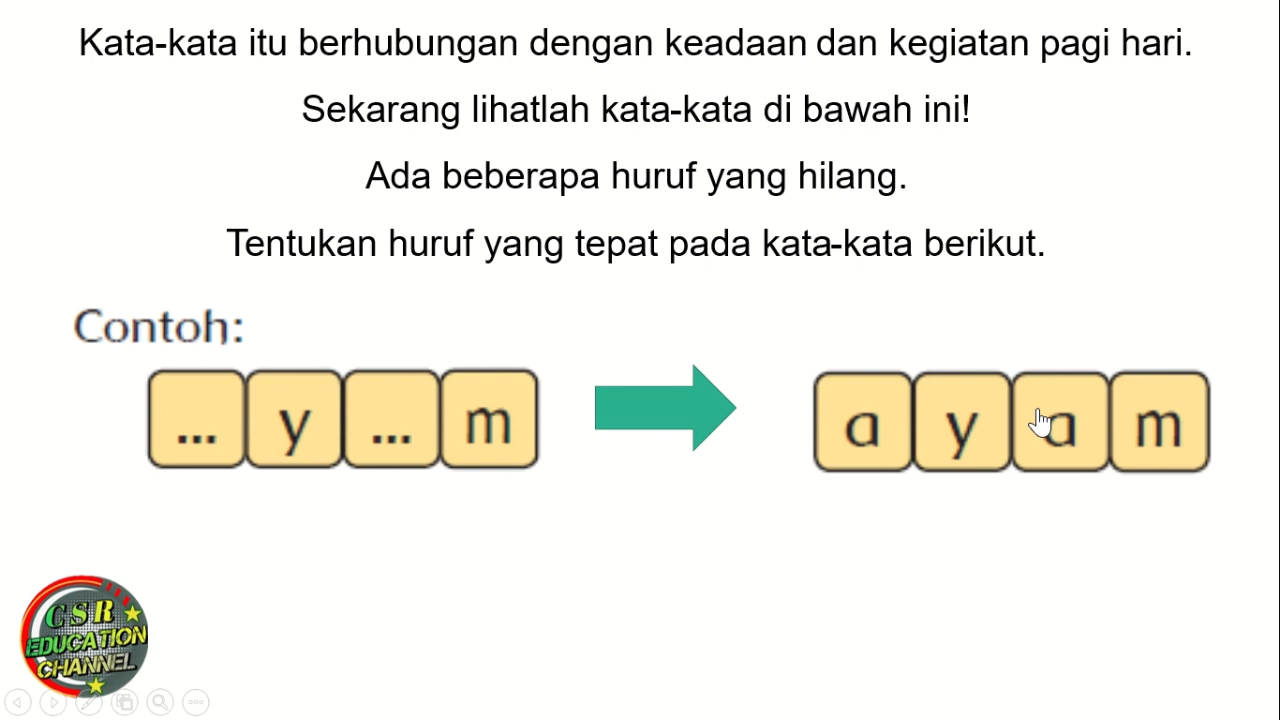 Kata-kata itu berhubungan dengan keadaan dan kegiatan pagi hari.
Sekarang lihatlah kata-kata di bawah ini!
Ada beberapa huruf yang hilang.
Tentukan huruf yang tepat pada kata-kata berikut.
Contoh:
... y ... m a y a m
CSR
EDUCATION
CHANNEL